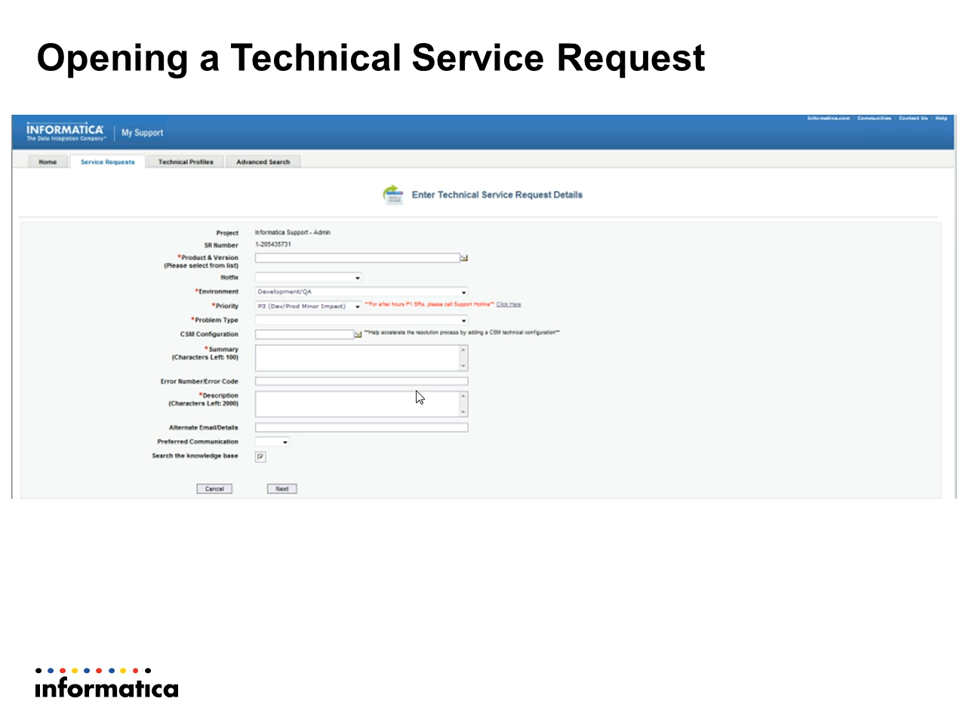 Opening a Technical Service Request
Informatica.com Communities Contact Us Help
INFORMATICA
The Data Integration Company™
My Support
Home Service Requests Technical Profiles Advanced Search
Enter Technical Service Request Details
Project Informatica Support - Admin
SR Number 1-205435731
*Product & Version
(Please select from list)
Hotfix
*Environment Development/QA
*Priority P3 (Dev/Prod Minor Impact) **For after hours P1 SRs, please call Support Hotline** Click Here
*Problem Type
CSM Configuration **Help accelerate the resolution process by adding a CSM technical configuration**
*Summary
(Characters Left: 100)
Error Number/Error Code
*Description
(Characters Left: 2000)
Alternate Email/Details
Preferred Communication
Search the knowledge base
Cancel Next
informatica